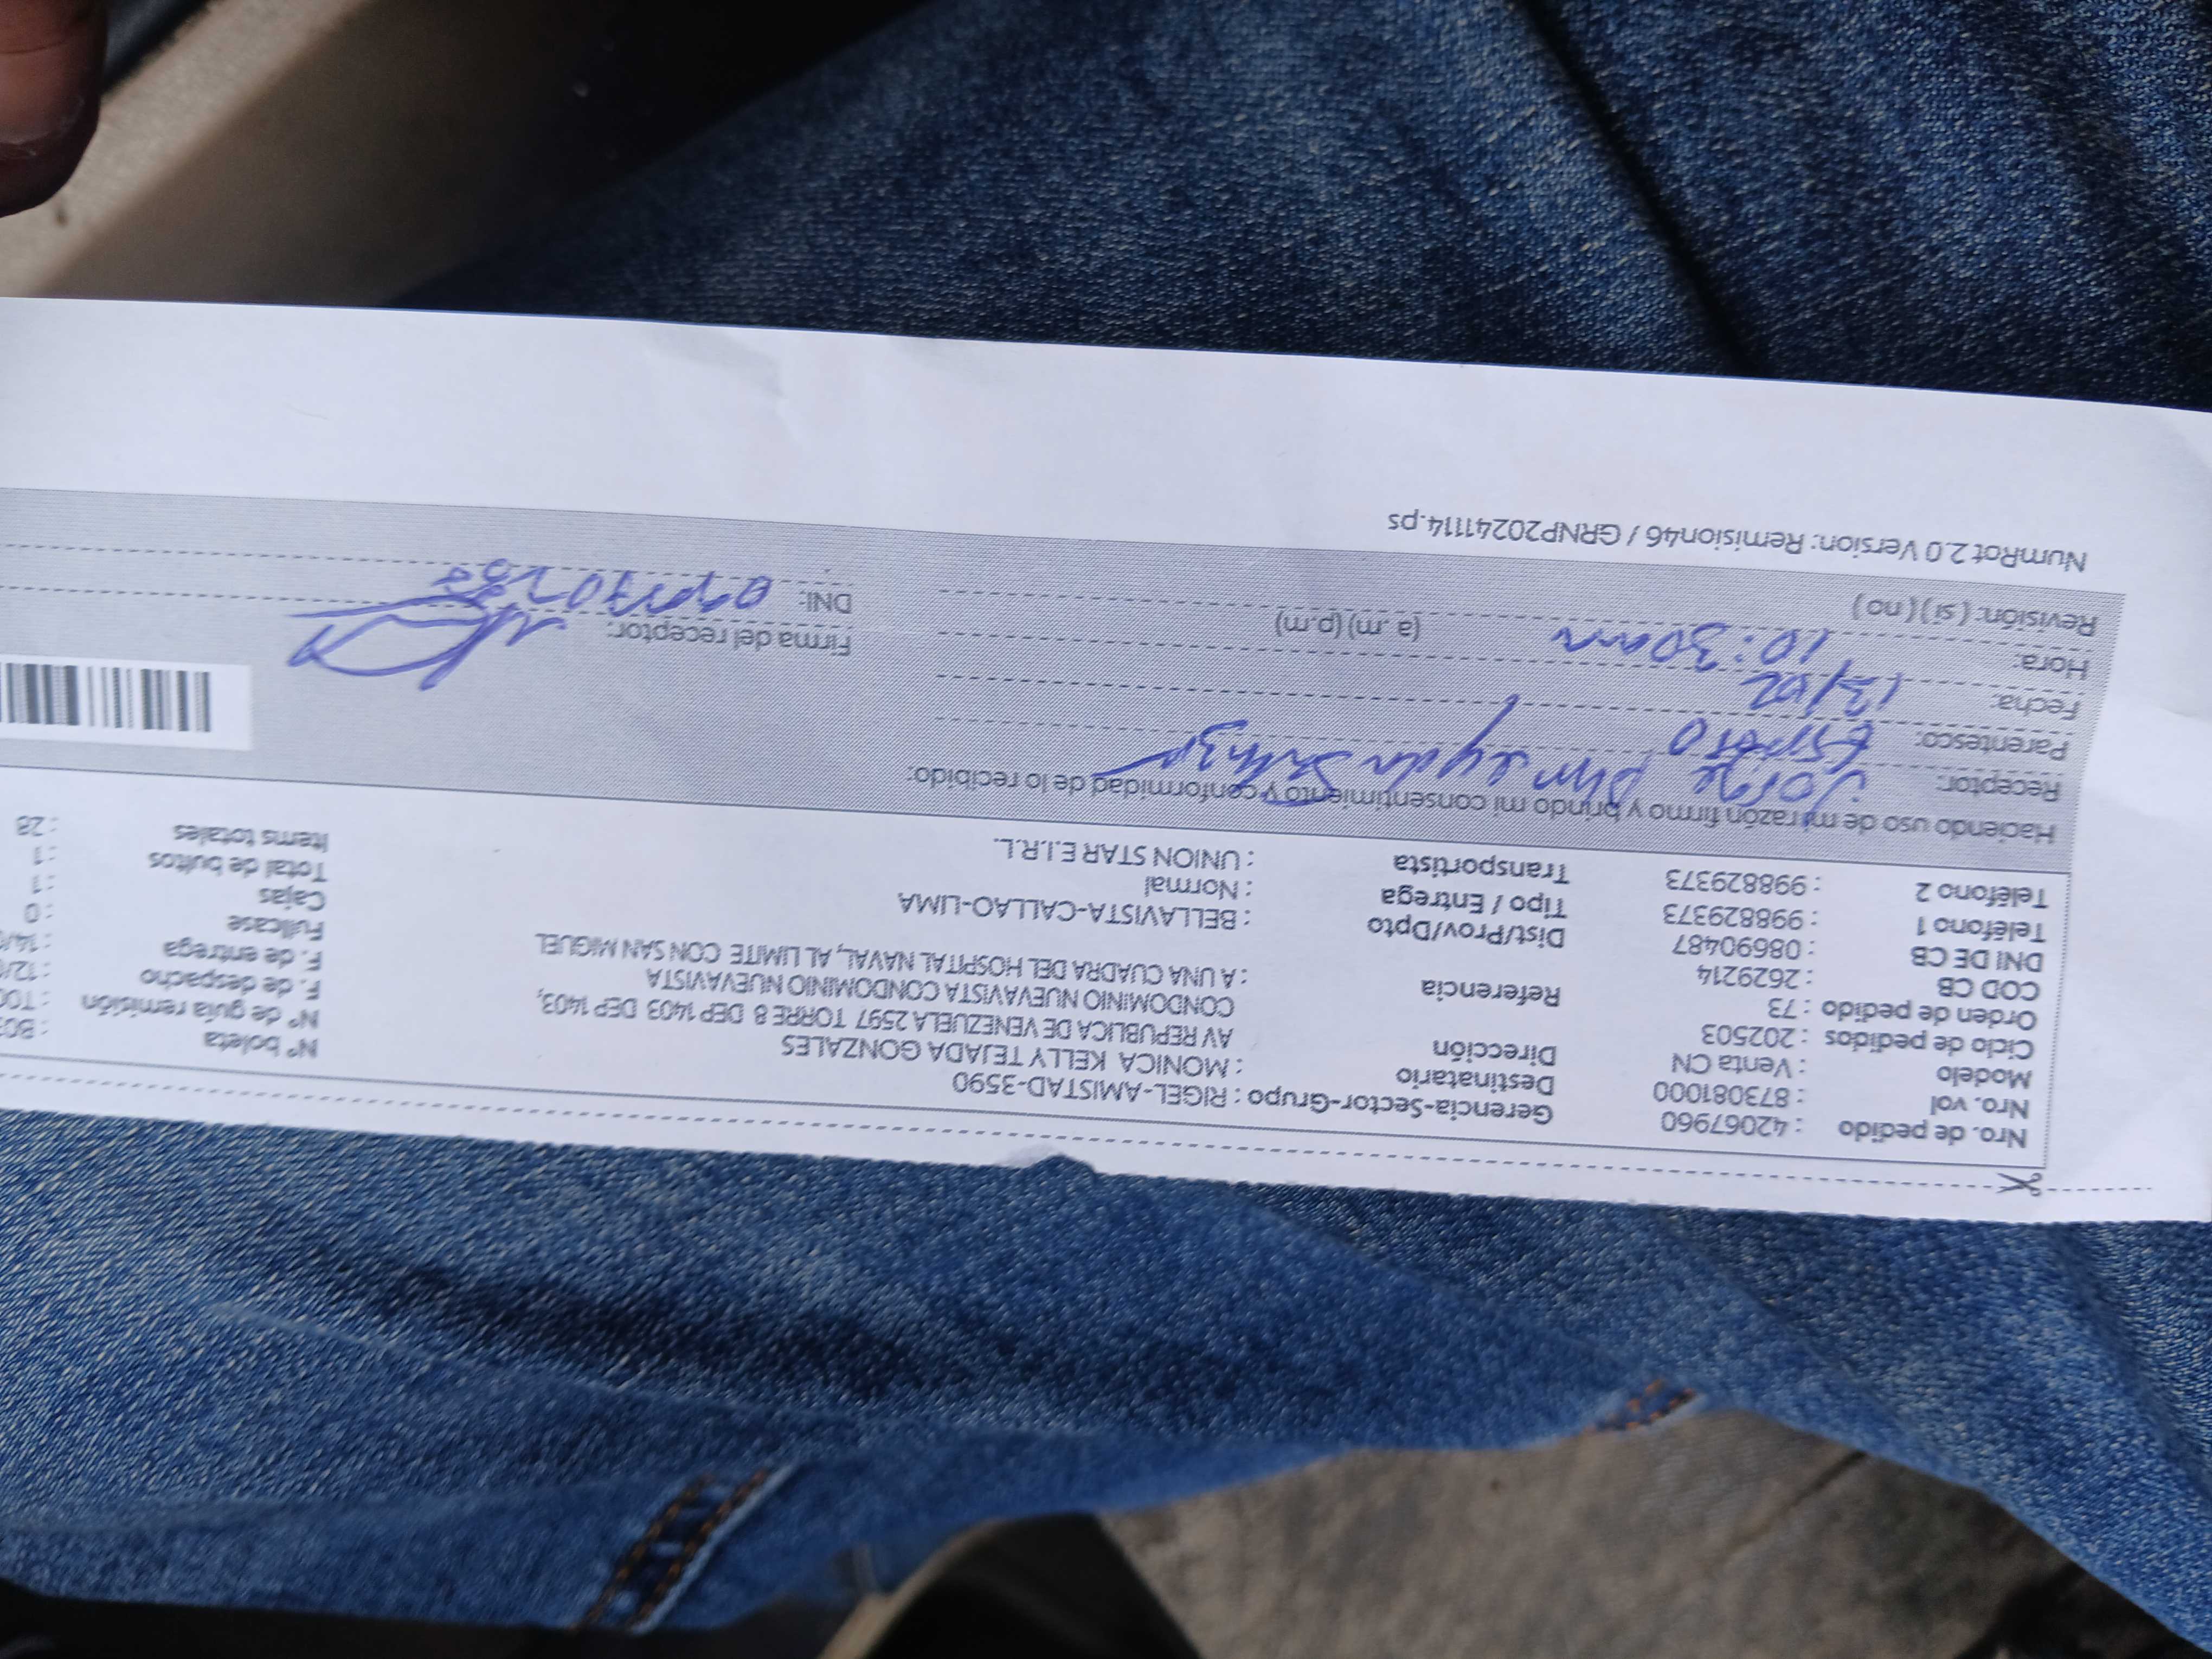 Nro. de pedido : 42067960 Gerencia-Sector-Grupo : RIGEL-AMISTAD-3590
Nro. vol : 873081000 Destinatario : MONICA KELLY TEJADA GONZALES Nº boleta
Modelo : Venta CN Dirección AV REPUBLICA DE VENEZUELA 2597 TORRE 8 DEP 1403 DEP 1403, Nº de guía remisión
Ciclo de pedidos : 202503 CONDOMINIO NUEVAVISTA CONDOMINIO NUEVAVISTA F. de despacho : 12/
Orden de pedido : 73 Referencia : A UNA CUADRA DEL HOSPITAL NAVAL, AL LIMITE CON SAN MIGUEL F. de entrega : 14/
COD CB : 2629214 Dist/Prov/Dpto : BELLAVISTA-CALLAO-LIMA Fullcase : 0
DNI DE CB : 08690487 Tipo / Entrega : Normal Cajas : 1
Teléfono 1 : 998829373 Transportista : UNION STAR E.I.R.L. Total de bultos : 1
Teléfono 2 : 998829373 Items totales : 28
Haciendo uso de mi razón firmo y brindo mi consentimiento y conformidad de lo recibido:
Receptor: Jorge
Parentesco: Esposo
Fecha: 13/02 Firma del receptor:
Hora: 10:30am (a .m) (p.m) DNI:
Revisión: ( si ) ( no )
NumRot 2.0 Version: Remision46 / GRNP20241114.ps